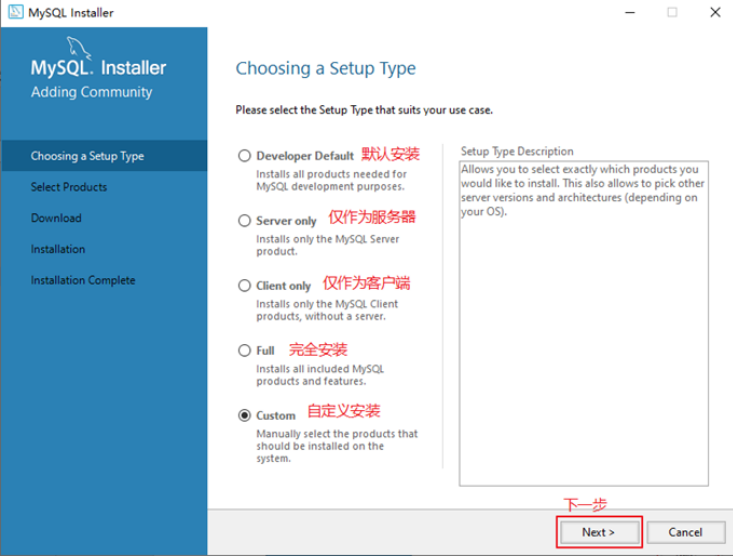 MySQL Installer
MySQL. Installer
Adding Community
Choosing a Setup Type
Select Products
Download
Installation
Installation Complete
Choosing a Setup Type
Please select the Setup Type that suits your use case.
Developer Default 默认安装
Installs all products needed for
MySQL development purposes.
Server only 仅作为服务器
Installs only the MySQL Server
product.
Client only 仅作为客户端
Installs only the MySQL Client
products, without a server.
Full 完全安装
Installs all included MySQL
products and features.
Custom 自定义安装
Manually select the products that
should be installed on the
system.
Setup Type Description
Allows you to select exactly which products you
would like to install. This also allows to pick other
server versions and architectures (depending on
your OS).
下一步
Next >
Cancel